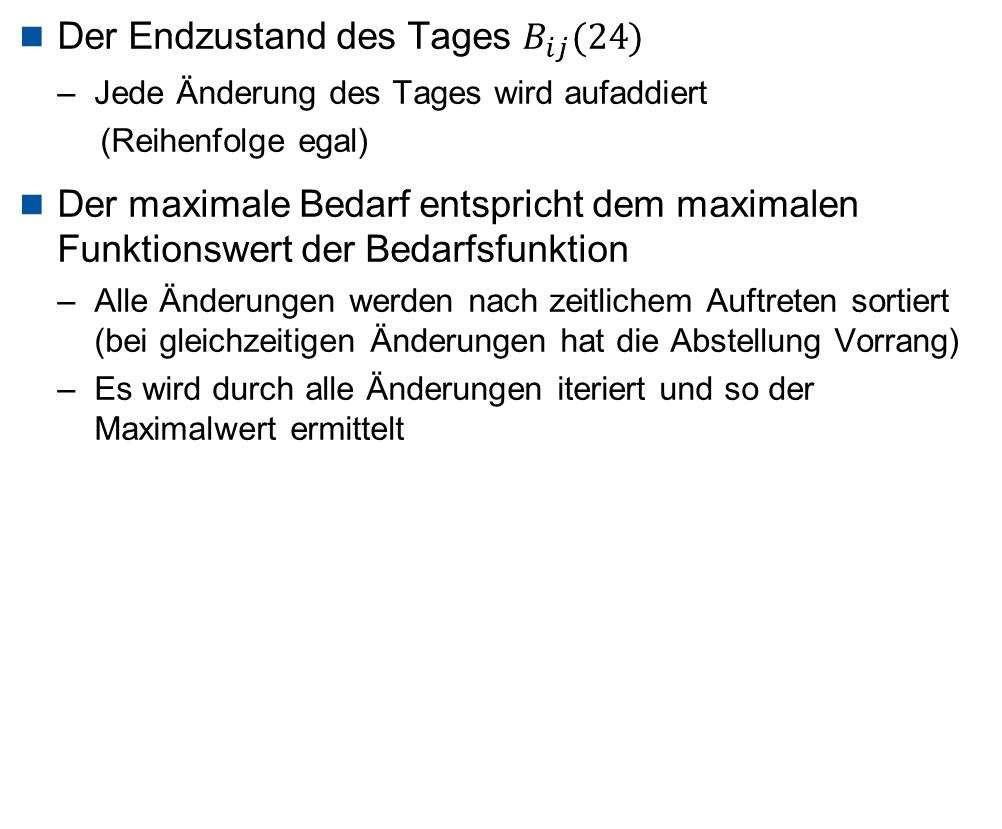 Der Endzustand des Tages B_{ij}(24)
– Jede Änderung des Tages wird aufaddiert
(Reihenfolge egal)
Der maximale Bedarf entspricht dem maximalen
Funktionswert der Bedarfsfunktion
– Alle Änderungen werden nach zeitlichem Auftreten sortiert
(bei gleichzeitigen Änderungen hat die Abstellung Vorrang)
– Es wird durch alle Änderungen iteriert und so der
Maximalwert ermittelt